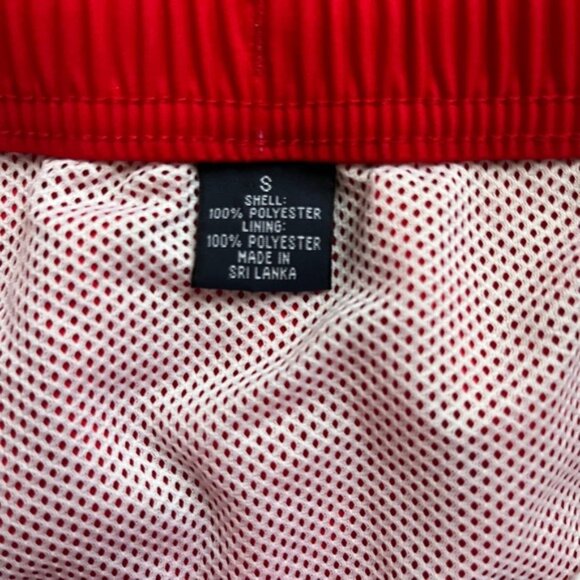 S
SHELL:
100% POLYESTER
LINING:
100% POLYESTER
MADE IN
SRI LANKA